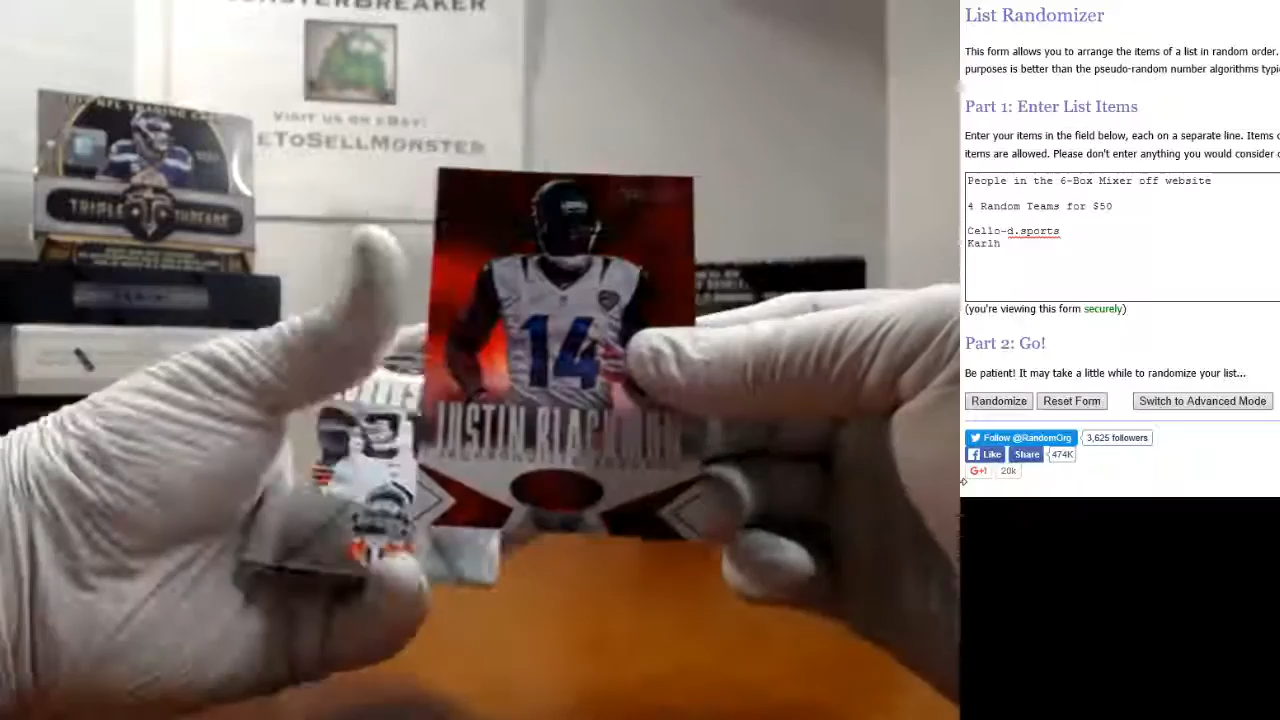 MONSTERBREAKER
VISIT US ON eBAY:
eToSellMonster
TRIPLE THREADS
14
JUSTIN BLACKMON
List Randomizer
This form allows you to arrange the items of a list in random order.
purposes is better than the pseudo-random number algorithms typic
Part 1: Enter List Items
Enter your items in the field below, each on a separate line. Items
items are allowed. Please don't enter anything you would consider
People in the 6-Box Mixer off website
4 Random Teams for $50
Cello-d.sports
Karlh
(you're viewing this form securely)
Part 2: Go!
Be patient! It may take a little while to randomize your list...
Randomize Reset Form Switch to Advanced Mode
Follow @RandomOrg 3,625 followers
Like Share 474K
G+1 20k